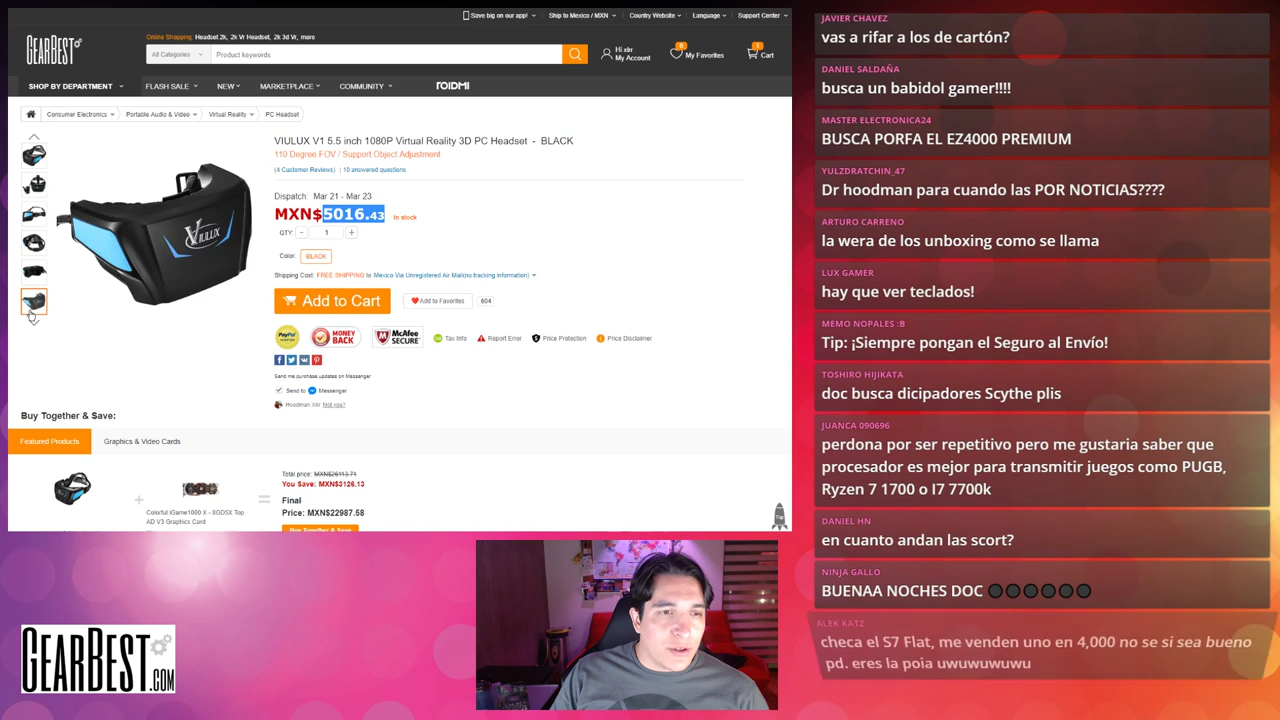 Save big on our app!
Ship to Mexico / MXN
Country Website
Language
Support Center
GEARBEST
Online Shopping: Headset 2k, 2k Vr Headset, 2k 3d Vr, more
All Categories
Product keywords
Hi xlrr
My Account
0
My Favorites
1
Cart
SHOP BY DEPARTMENT
FLASH SALE
NEW
MARKETPLACE
COMMUNITY
ROIDMI
Consumer Electronics
Portable Audio & Video
Virtual Reality
PC Headset
VIULUX V1 5.5 inch 1080P Virtual Reality 3D PC Headset - BLACK
110 Degree FOV / Support Object Adjustment
(4 Customer Reviews) | 10 answered questions
Dispatch: Mar 21 - Mar 23
MXN$5016.43 In stock
QTY: - 1 +
Color: BLACK
Shipping Cost: FREE SHIPPING to Mexico Via Unregistered Air Mail(no tracking information)
Add to Cart
Add to Favorites
604
VIULUX
PayPal
MONEY BACK
McAfee SECURE
Tax Info
Report Error
Price Protection
Price Disclaimer
Send me purchase updates on Messenger
Send to Messenger
Hoodman Xlrr Not you?
Buy Together & Save:
Featured Products
Graphics & Video Cards
Colorful iGame1080 X - 8GD5X Top
AD V3 Graphics Card
Total price: MXN$26113.71
You Save: MXN$3126.13
Final
Price: MXN$22987.58
Buy Together & Save
Top
GEARBEST.COM
JAVIER CHAVEZ
vas a rifar a los de cartón?
DANIEL SALDAÑA
busca un babidol gamer!!!!
MASTER ELECTRONICA24
BUSCA PORFA EL EZ4000 PREMIUM
YULZDRATCHIN_47
Dr hoodman para cuando las POR NOTICIAS????
ARTURO CARRENO
la wera de los unboxing como se llama
LUX GAMER
hay que ver teclados!
MEMO NOPALES :B
Tip: ¡Siempre pongan el Seguro al Envío!
TOSHIRO HIJIKATA
doc busca dicipadores Scythe plis
JUANCA 090696
perdona por ser repetitivo pero me gustaria saber que
procesador es mejor para transmitir juegos como PUGB,
Ryzen 7 1700 o I7 7700k
DANIEL HN
en cuanto andan las scort?
NINJA GALLO
BUENAA NOCHES DOC
ALEK KATZ
checa el S7 Flat, me venden uno en 4,000 no se si sea bueno
pd. eres la poia uwuwuwuwu